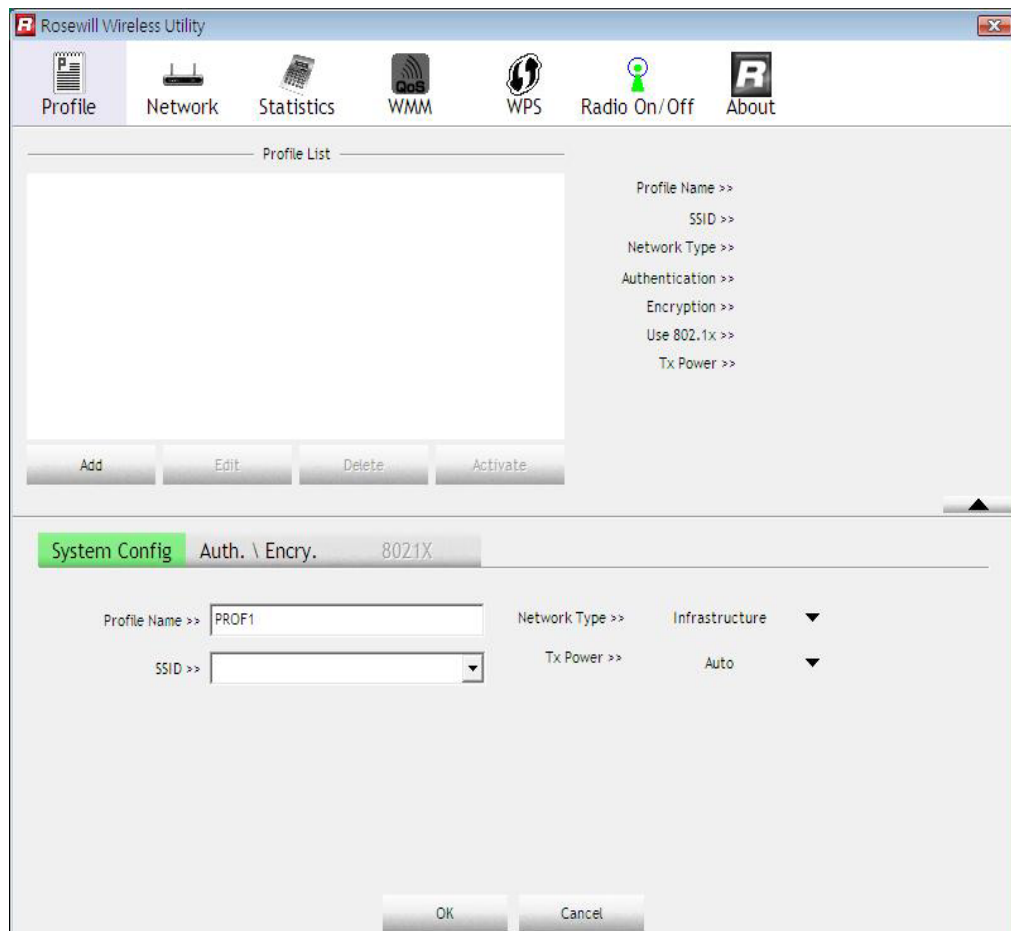 R Rosewill Wireless Utility
P
QoS
R
Profile Network Statistics WMM WPS Radio On/Off About
Profile List
Profile Name >>
SSID >>
Network Type >>
Authentication >>
Encryption >>
Use 802.1x >>
Tx Power >>
Add Edit Delete Activate
System Config Auth. \ Encry. 8021X
Profile Name >> PROF1 Network Type >> Infrastructure
SSID >> Tx Power >> Auto
OK Cancel